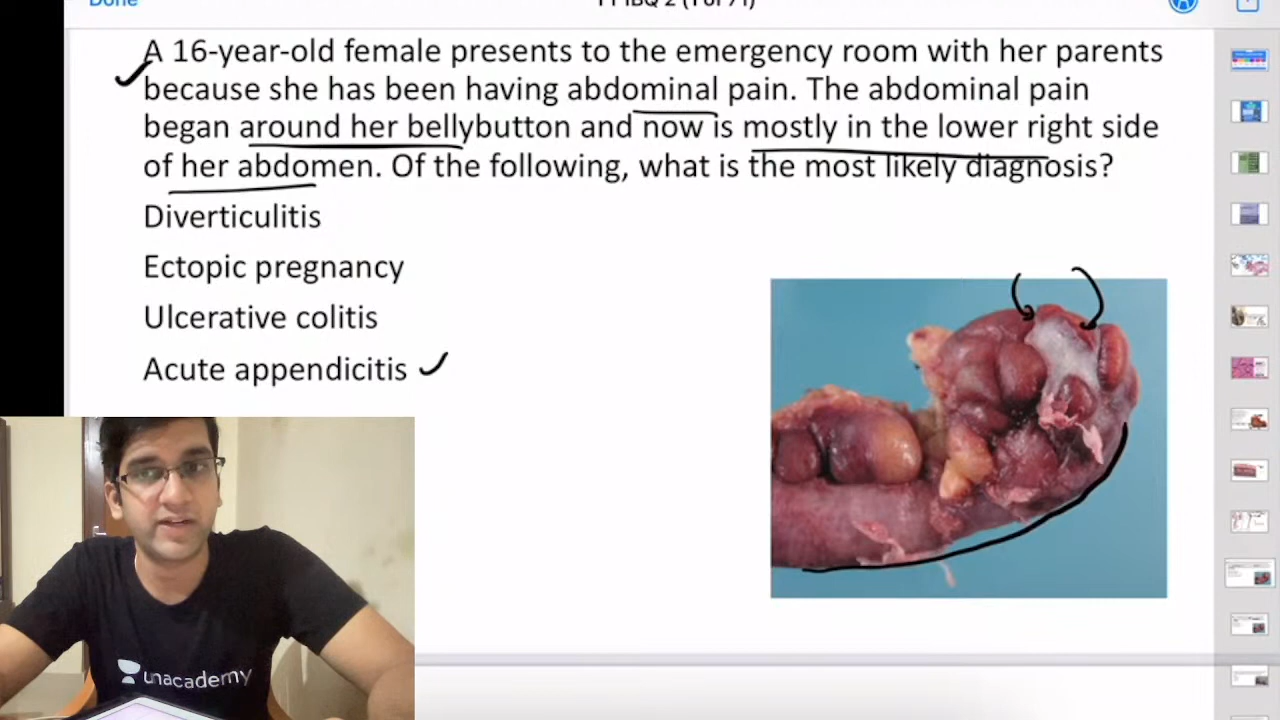 Done
A 16-year-old female presents to the emergency room with her parents
because she has been having abdominal pain. The abdominal pain
began around her bellybutton and now is mostly in the lower right side
of her abdomen. Of the following, what is the most likely diagnosis?
Diverticulitis
Ectopic pregnancy
Ulcerative colitis
Acute appendicitis
unacademy